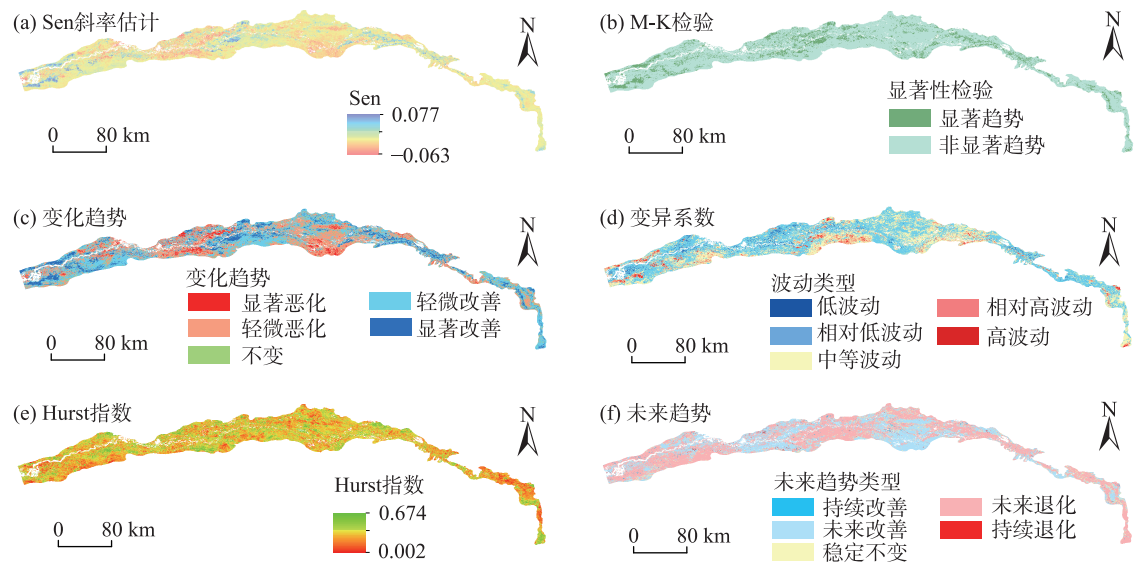 (a) Sen斜率估计
N
Sen
0.077
−0.063
0 80 km
(b) M-K检验
N
显著性检验
显著趋势
非显著趋势
0 80 km
(c) 变化趋势
N
变化趋势
显著恶化
轻微改善
轻微恶化
显著改善
不变
0 80 km
(d) 变异系数
N
波动类型
低波动
相对高波动
相对低波动
高波动
中等波动
0 80 km
(e) Hurst指数
N
Hurst指数
0.674
0.002
0 80 km
(f) 未来趋势
N
未来趋势类型
持续改善
未来退化
未来改善
持续退化
稳定不变
0 80 km